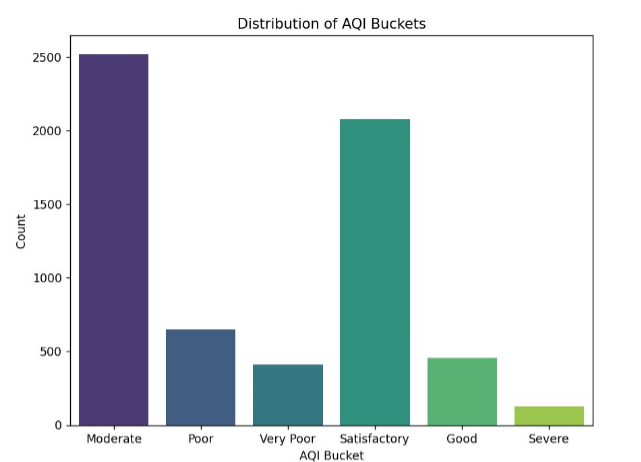 Distribution of AQI Buckets
2500
2000
1500
1000
500
0
Count
Moderate Poor Very Poor Satisfactory Good Severe
AQI Bucket